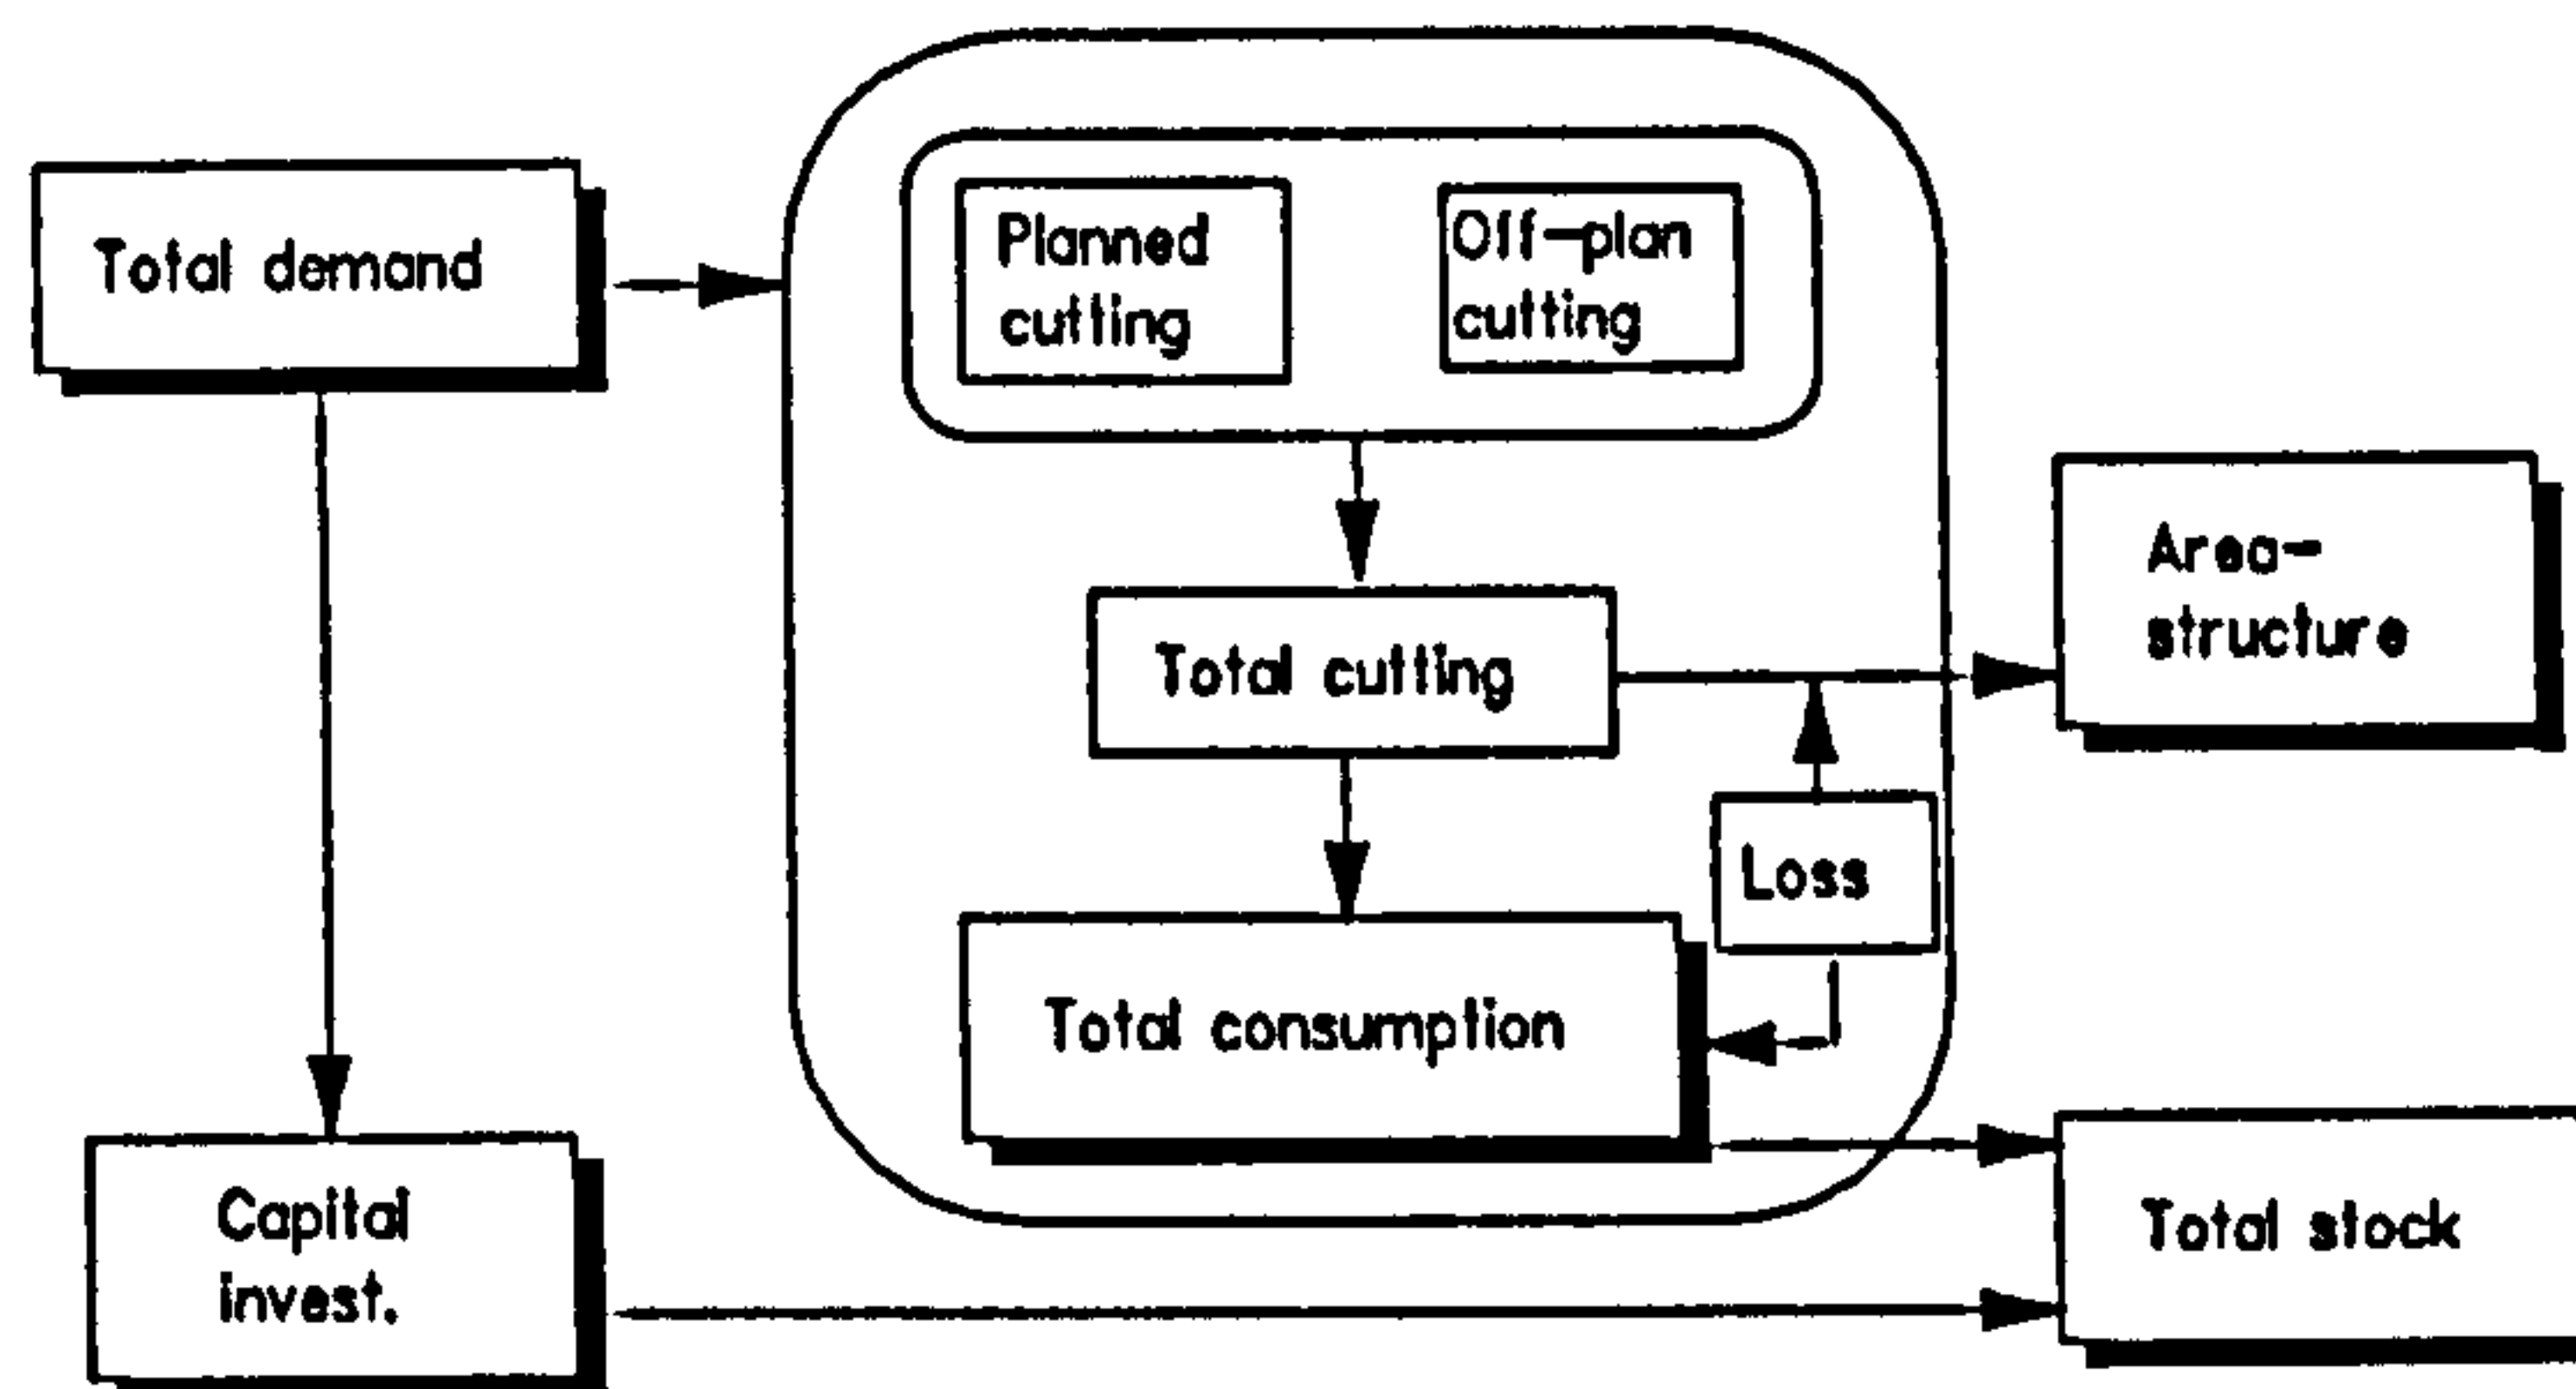 Total demand
Planned
cutting
Off-plan
cutting
Total cutting
Area-
structure
Loss
Total consumption
Capital
invest.
Total stock